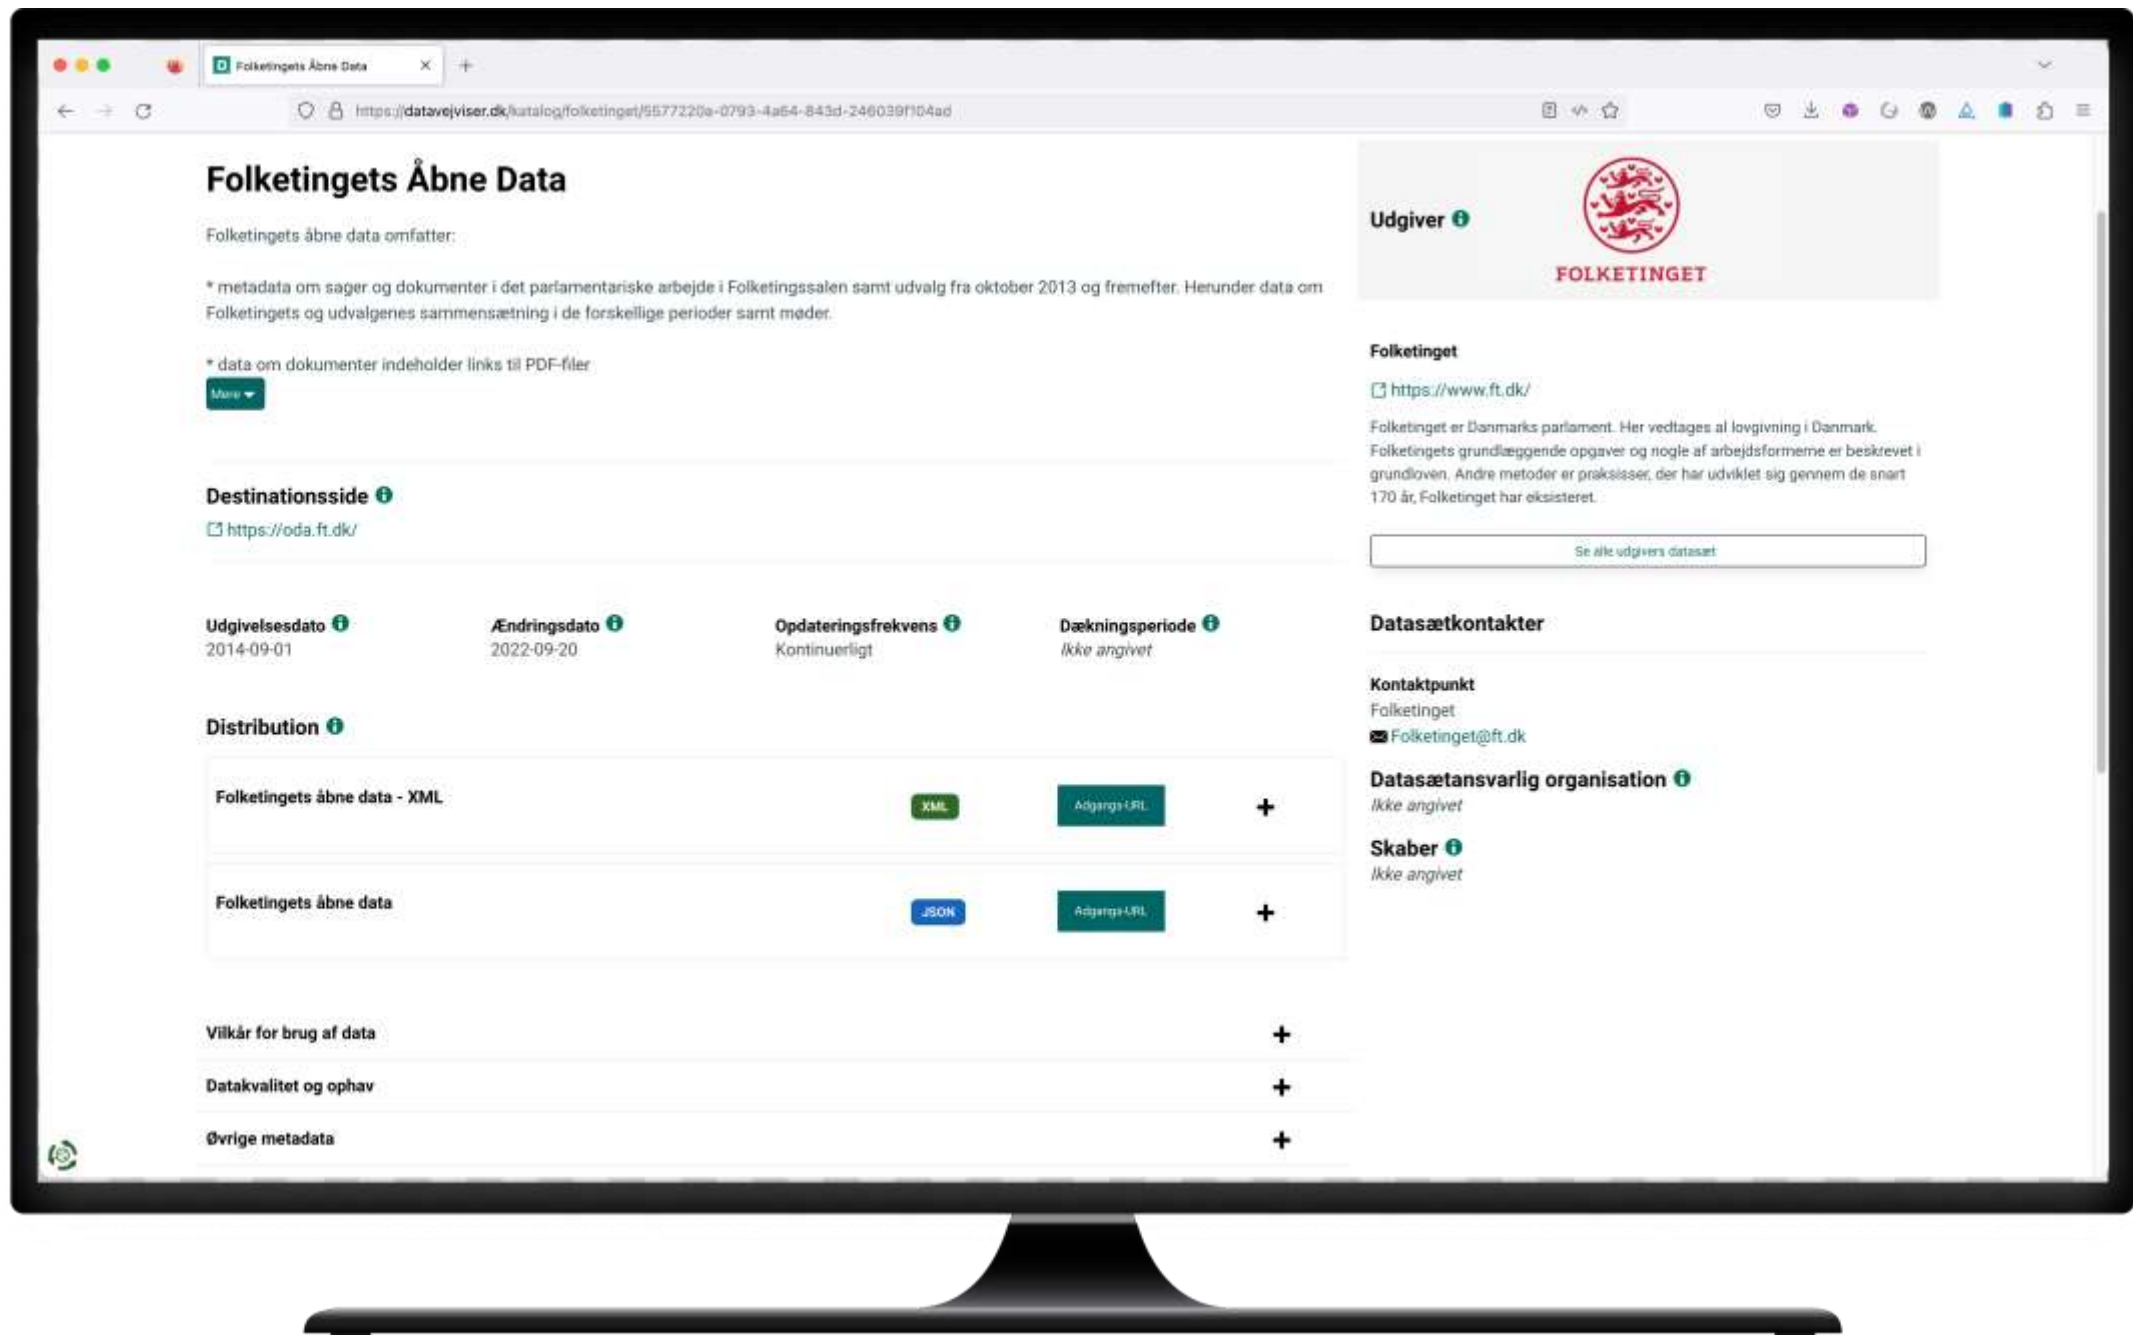 Folketingets Åbne Data
https://datavejviser.dk/katalog/folketinget/5577220a-0793-4a64-843d-246039f104ad
Folketingets Åbne Data
Folketingets åbne data omfatter:
* metadata om sager og dokumenter i det parlamentariske arbejde i Folketingssalen samt udvalg fra oktober 2013 og fremefter. Herunder data om
Folketingets og udvalgenes sammensætning i de forskellige perioder samt møder.
* data om dokumenter indeholder links til PDF-filer
Mere
Destinationsside
https://oda.ft.dk/
Udgivelsesdato
2014-09-01
Ændringsdato
2022-09-20
Opdateringsfrekvens
Kontinuerligt
Dækningsperiode
Ikke angivet
Distribution
Folketingets åbne data - XML
XML
Adgangs-URL
Folketingets åbne data
JSON
Adgangs-URL
Vilkår for brug af data
Datakvalitet og ophav
Øvrige metadata
Udgiver
FOLKETINGET
Folketinget
https://www.ft.dk/
Folketinget er Danmarks parlament. Her vedtages al lovgivning i Danmark.
Folketingets grundlæggende opgaver og nogle af arbejdsformerne er beskrevet i
grundloven. Andre metoder er praksisser, der har udviklet sig gennem de snart
170 år, Folketinget har eksisteret.
Se alle udgivers datasæt
Datasætkontakter
Kontaktpunkt
Folketinget
Folketinget@ft.dk
Datasætansvarlig organisation
Ikke angivet
Skaber
Ikke angivet